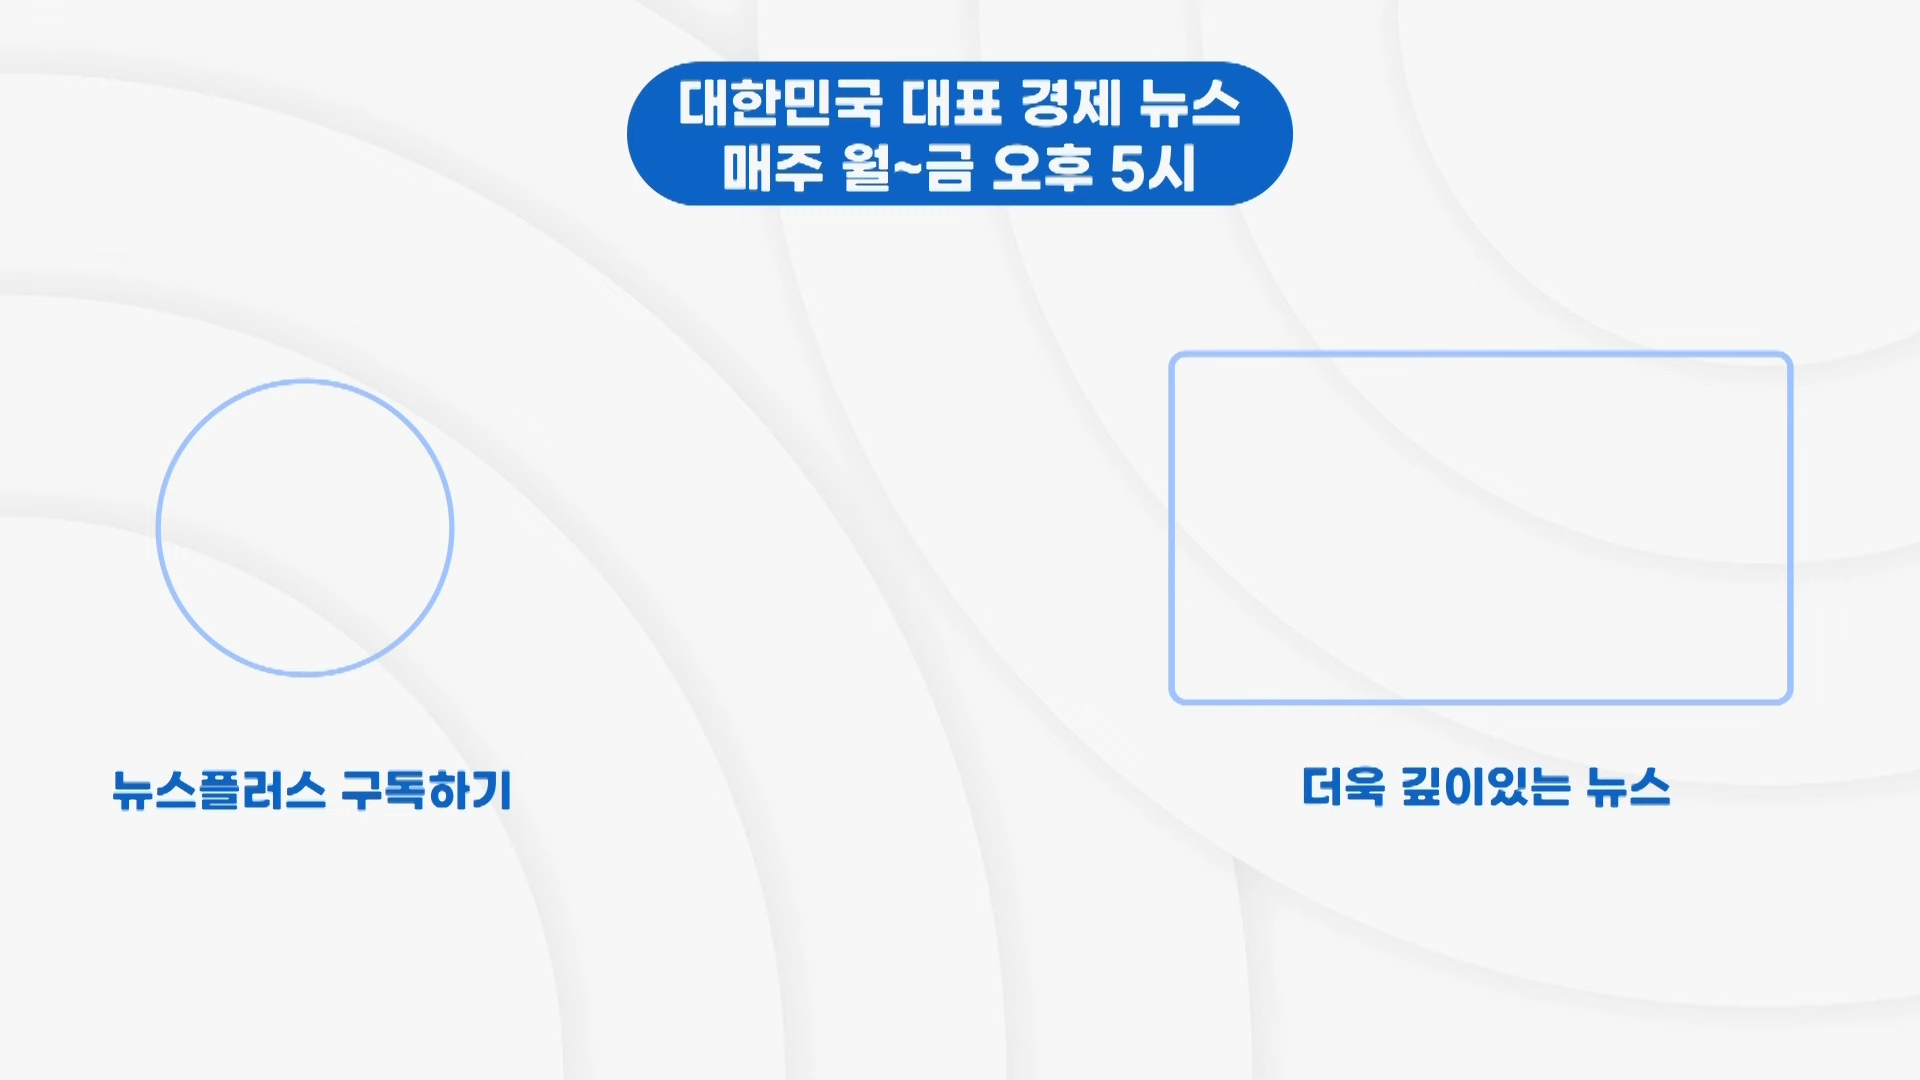 대한민국 대표 경제 뉴스
매주 월~금 오후 5시
뉴스플러스 구독하기
더욱 깊이있는 뉴스